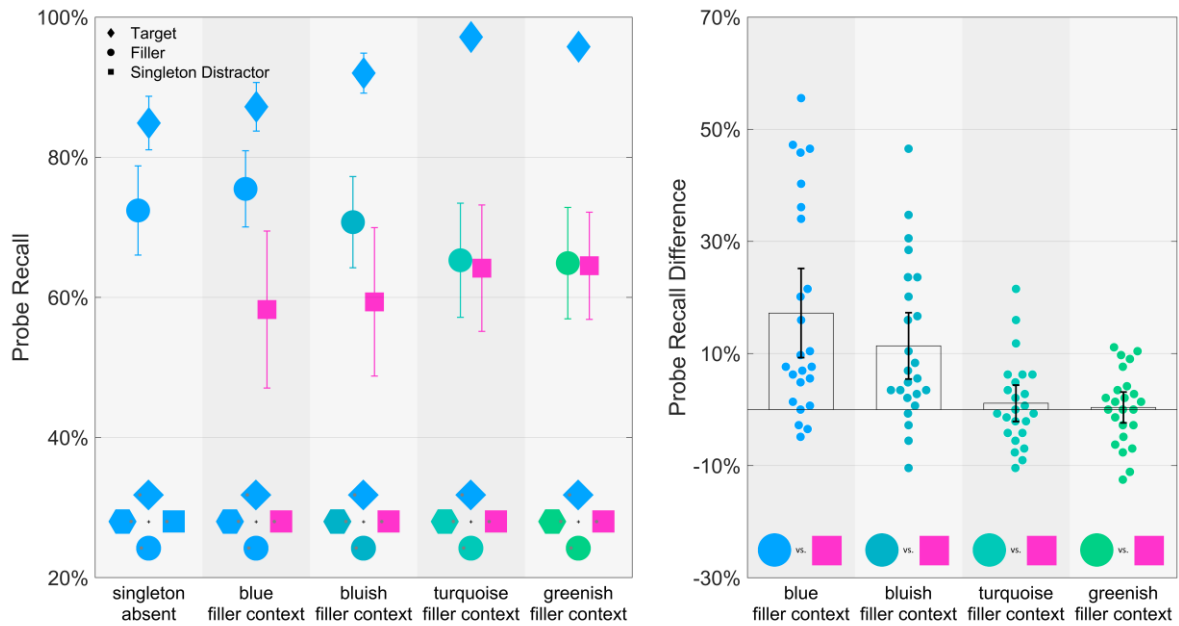 100%
80%
60%
40%
20%
Probe Recall
Target
Filler
Singleton Distractor
singleton
absent
blue
filler context
bluish
filler context
turquoise
filler context
greenish
filler context
70%
50%
30%
10%
-10%
-30%
Probe Recall Difference
vs.
vs.
vs.
vs.
blue
filler context
bluish
filler context
turquoise
filler context
greenish
filler context